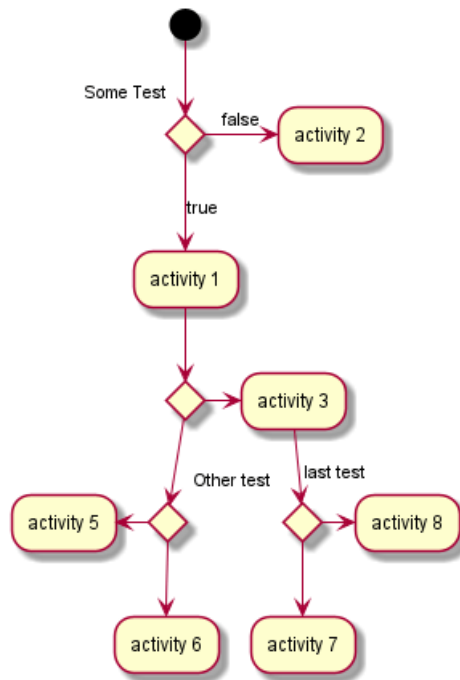 Some Test
false
activity 2
true
activity 1
activity 3
Other test
last test
activity 5
activity 8
activity 6
activity 7